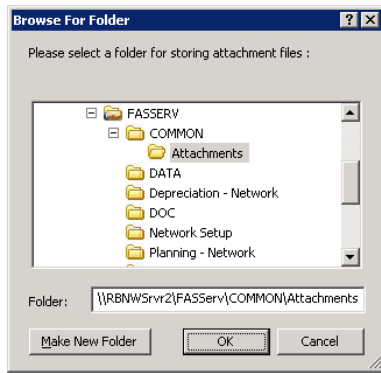 Browse For Folder
Please select a folder for storing attachment files :
FASSERV
COMMON
Attachments
DATA
Depreciation - Network
DOC
Network Setup
Planning - Network
Folder: \\RBNWSrvr2\FASServ\COMMON\Attachments
Make New Folder OK Cancel